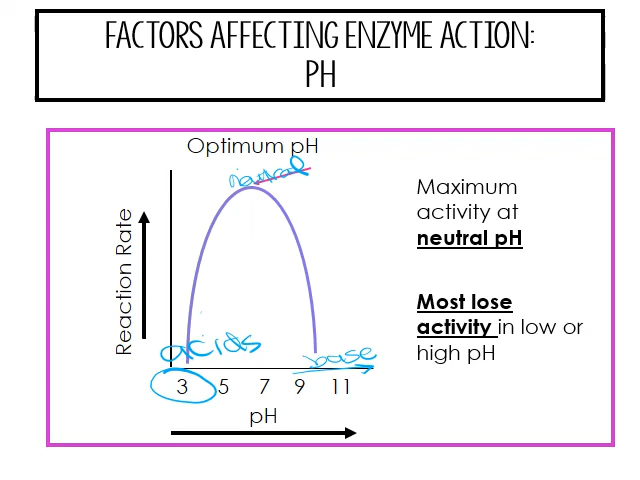 FACTORS AFFECTING ENZYME ACTION:
PH
Optimum pH
neutral
Maximum
activity at
neutral pH
Most lose
activity in low or
high pH
Reaction Rate
acids
base
3 5 7 9 11
pH